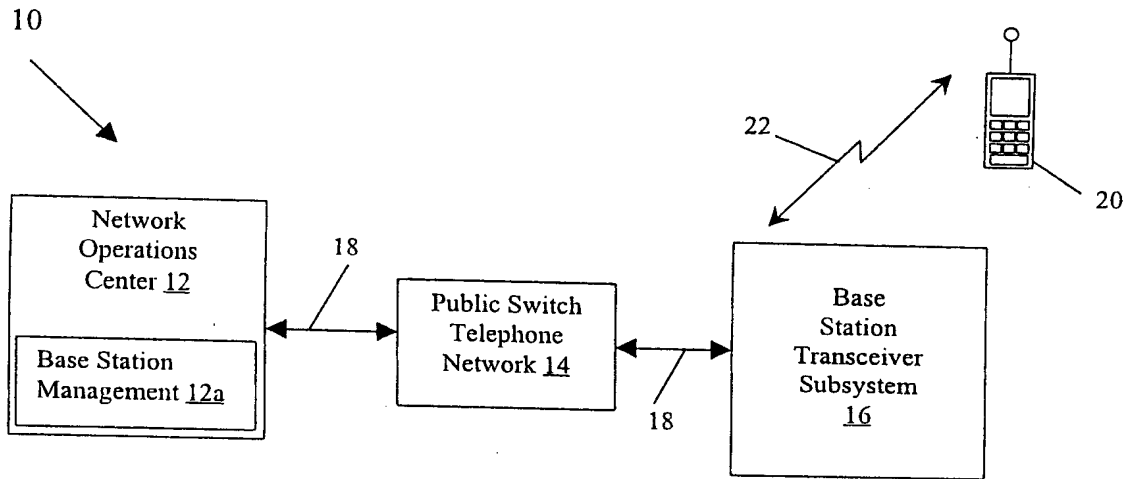 10
22
20
Network
Operations
Center 12
18
Public Switch
Telephone
Network 14
Base
Station
Transceiver
Subsystem
16
Base Station
Management 12a
18